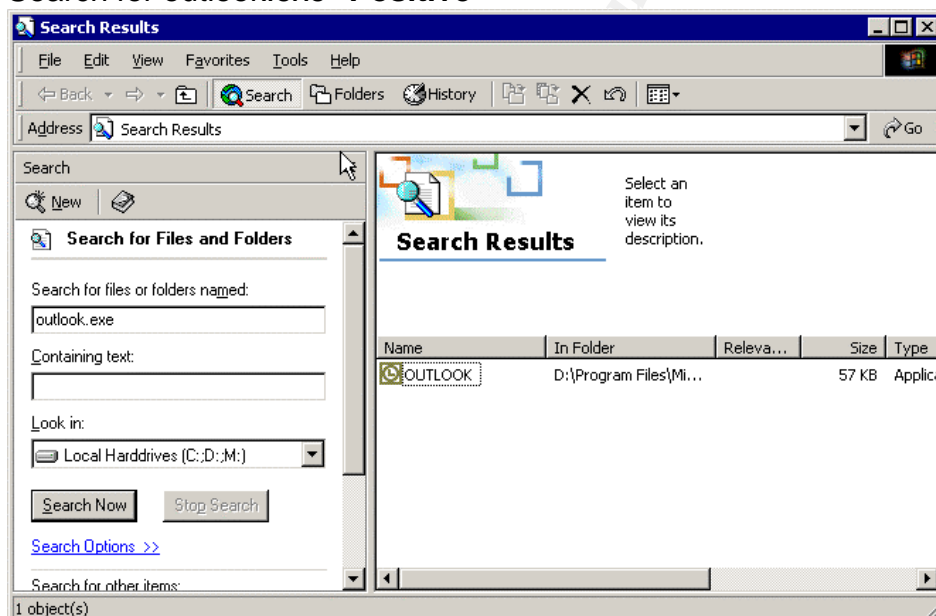 Search Results
File Edit View Favorites Tools Help
Back Search Folders History
Address Search Results Go
Search
New
Search for Files and Folders
Search for files or folders named:
outlook.exe
Containing text:
Look in:
Local Harddrives (C:;D:;M:)
Search Now Stop Search
Search Options >>
Search for other items:
Search Results
Select an
item to
view its
description.
Name In Folder Releva... Size Type
OUTLOOK D:\Program Files\Mi... 57 KB Applic
1 object(s)